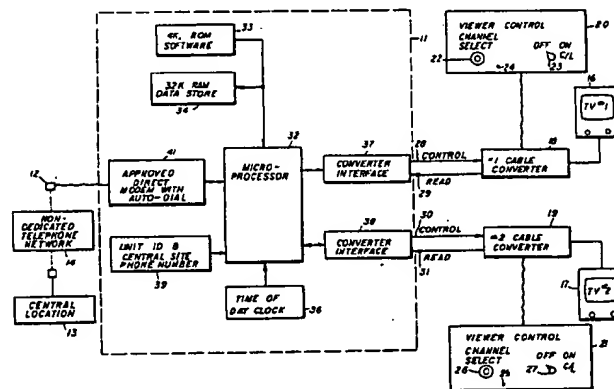 4K ROM
SOFTWARE
33
11
VIEWER CONTROL
20
CHANNEL
SELECT
OFF ON
C/L
22
24
23
16
TV #1
32K RAM
DATA STORE
34
32
37
28
18
12
41
APPROVED
DIRECT
MODEM WITH
AUTO-DIAL
MICRO-
PROCESSOR
CONVERTER
INTERFACE
CONTROL
READ
29
#1 CABLE
CONVERTER
NON-
DEDICATED
TELEPHONE
NETWORK
14
38
30
19
UNIT ID &
CENTRAL SITE
PHONE NUMBER
39
CONVERTER
INTERFACE
CONTROL
READ
31
#2 CABLE
CONVERTER
17
TV #2
CENTRAL
LOCATION
13
TIME OF
DAY CLOCK
36
VIEWER CONTROL
21
CHANNEL
SELECT
OFF ON
C/L
26
25
27